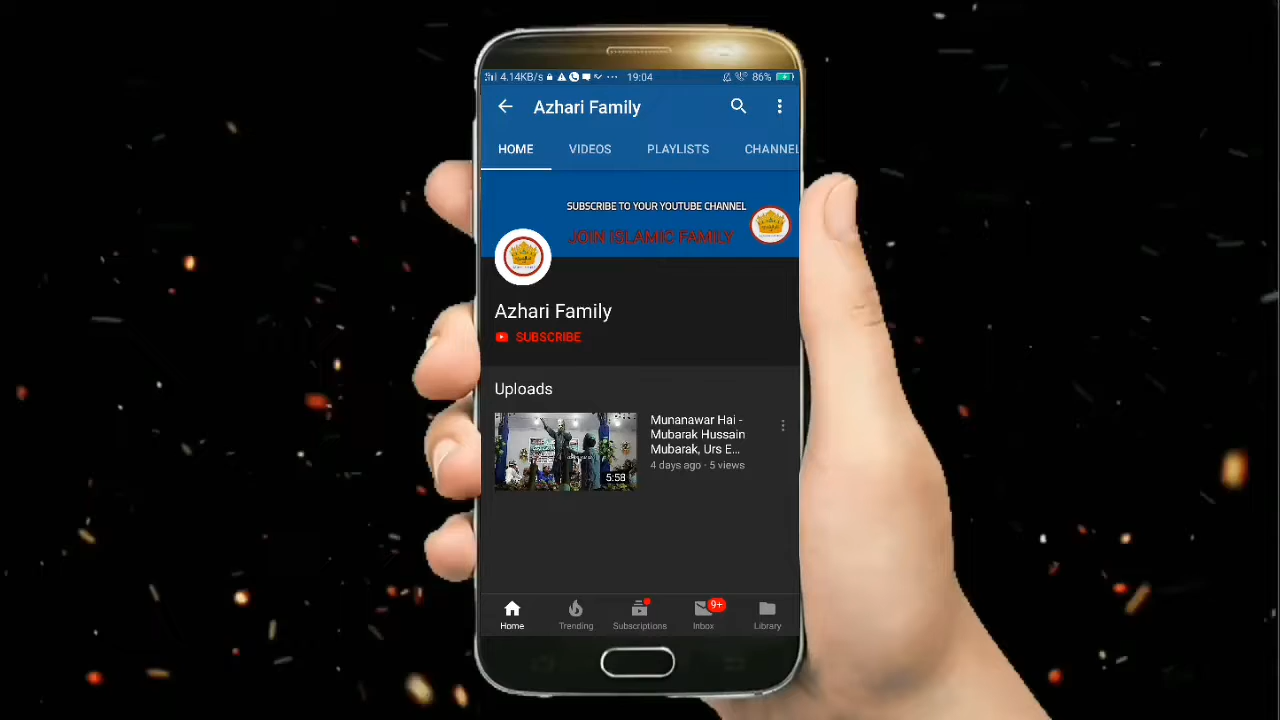 4.14KB/s 19:04 86%
Azhari Family
HOME VIDEOS PLAYLISTS CHANNEL
SUBSCRIBE TO YOUR YOUTUBE CHANNEL
JOIN ISLAMIC FAMILY
Azhari Family
SUBSCRIBE
Uploads
Munanawar Hai -
Mubarak Hussain
Mubarak, Urs E...
4 days ago · 5 views
5:58
9+
Home Trending Subscriptions Inbox Library